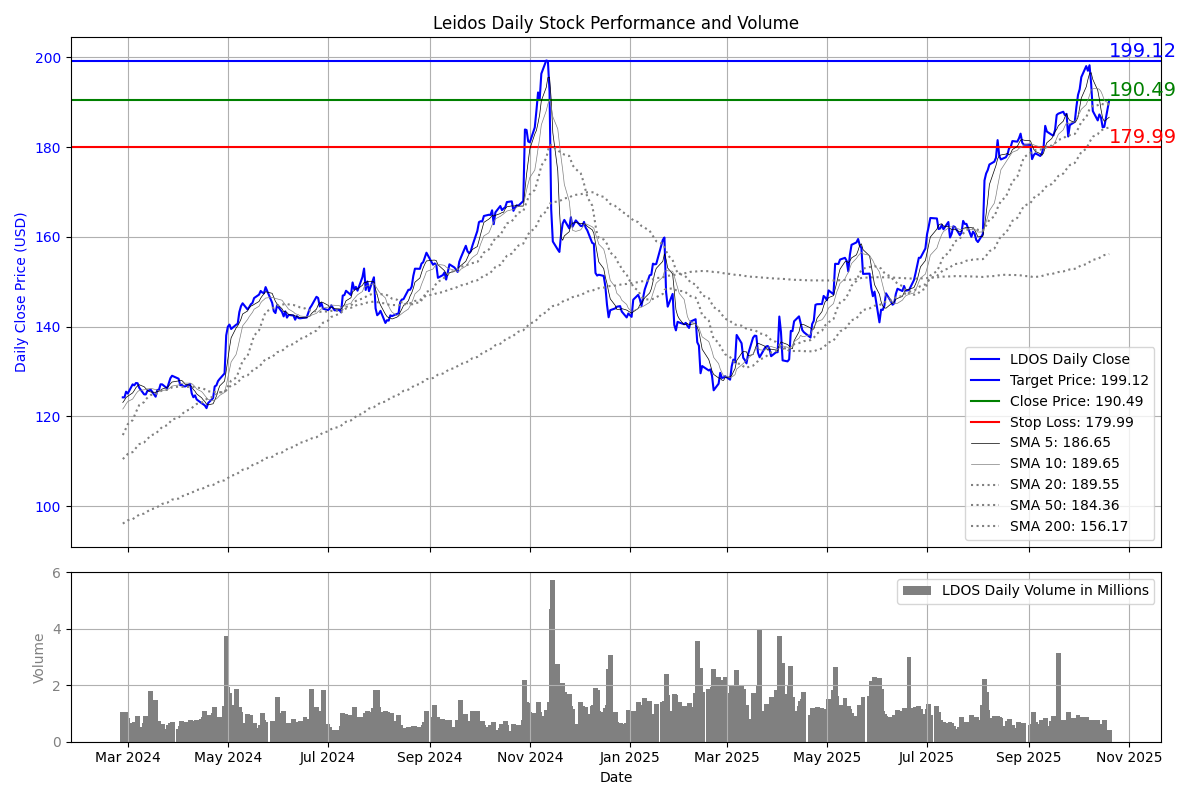 Leidos Daily Stock Performance and Volume
Daily Close Price (USD)
200
180
160
140
120
100
199.12
190.49
179.99
LDOS Daily Close
Target Price: 199.12
Close Price: 190.49
Stop Loss: 179.99
SMA 5: 186.65
SMA 10: 189.65
SMA 20: 189.55
SMA 50: 184.36
SMA 200: 156.17
Volume
6
4
2
0
LDOS Daily Volume in Millions
Mar 2024 May 2024 Jul 2024 Sep 2024 Nov 2024 Jan 2025 Mar 2025 May 2025 Jul 2025 Sep 2025 Nov 2025
Date